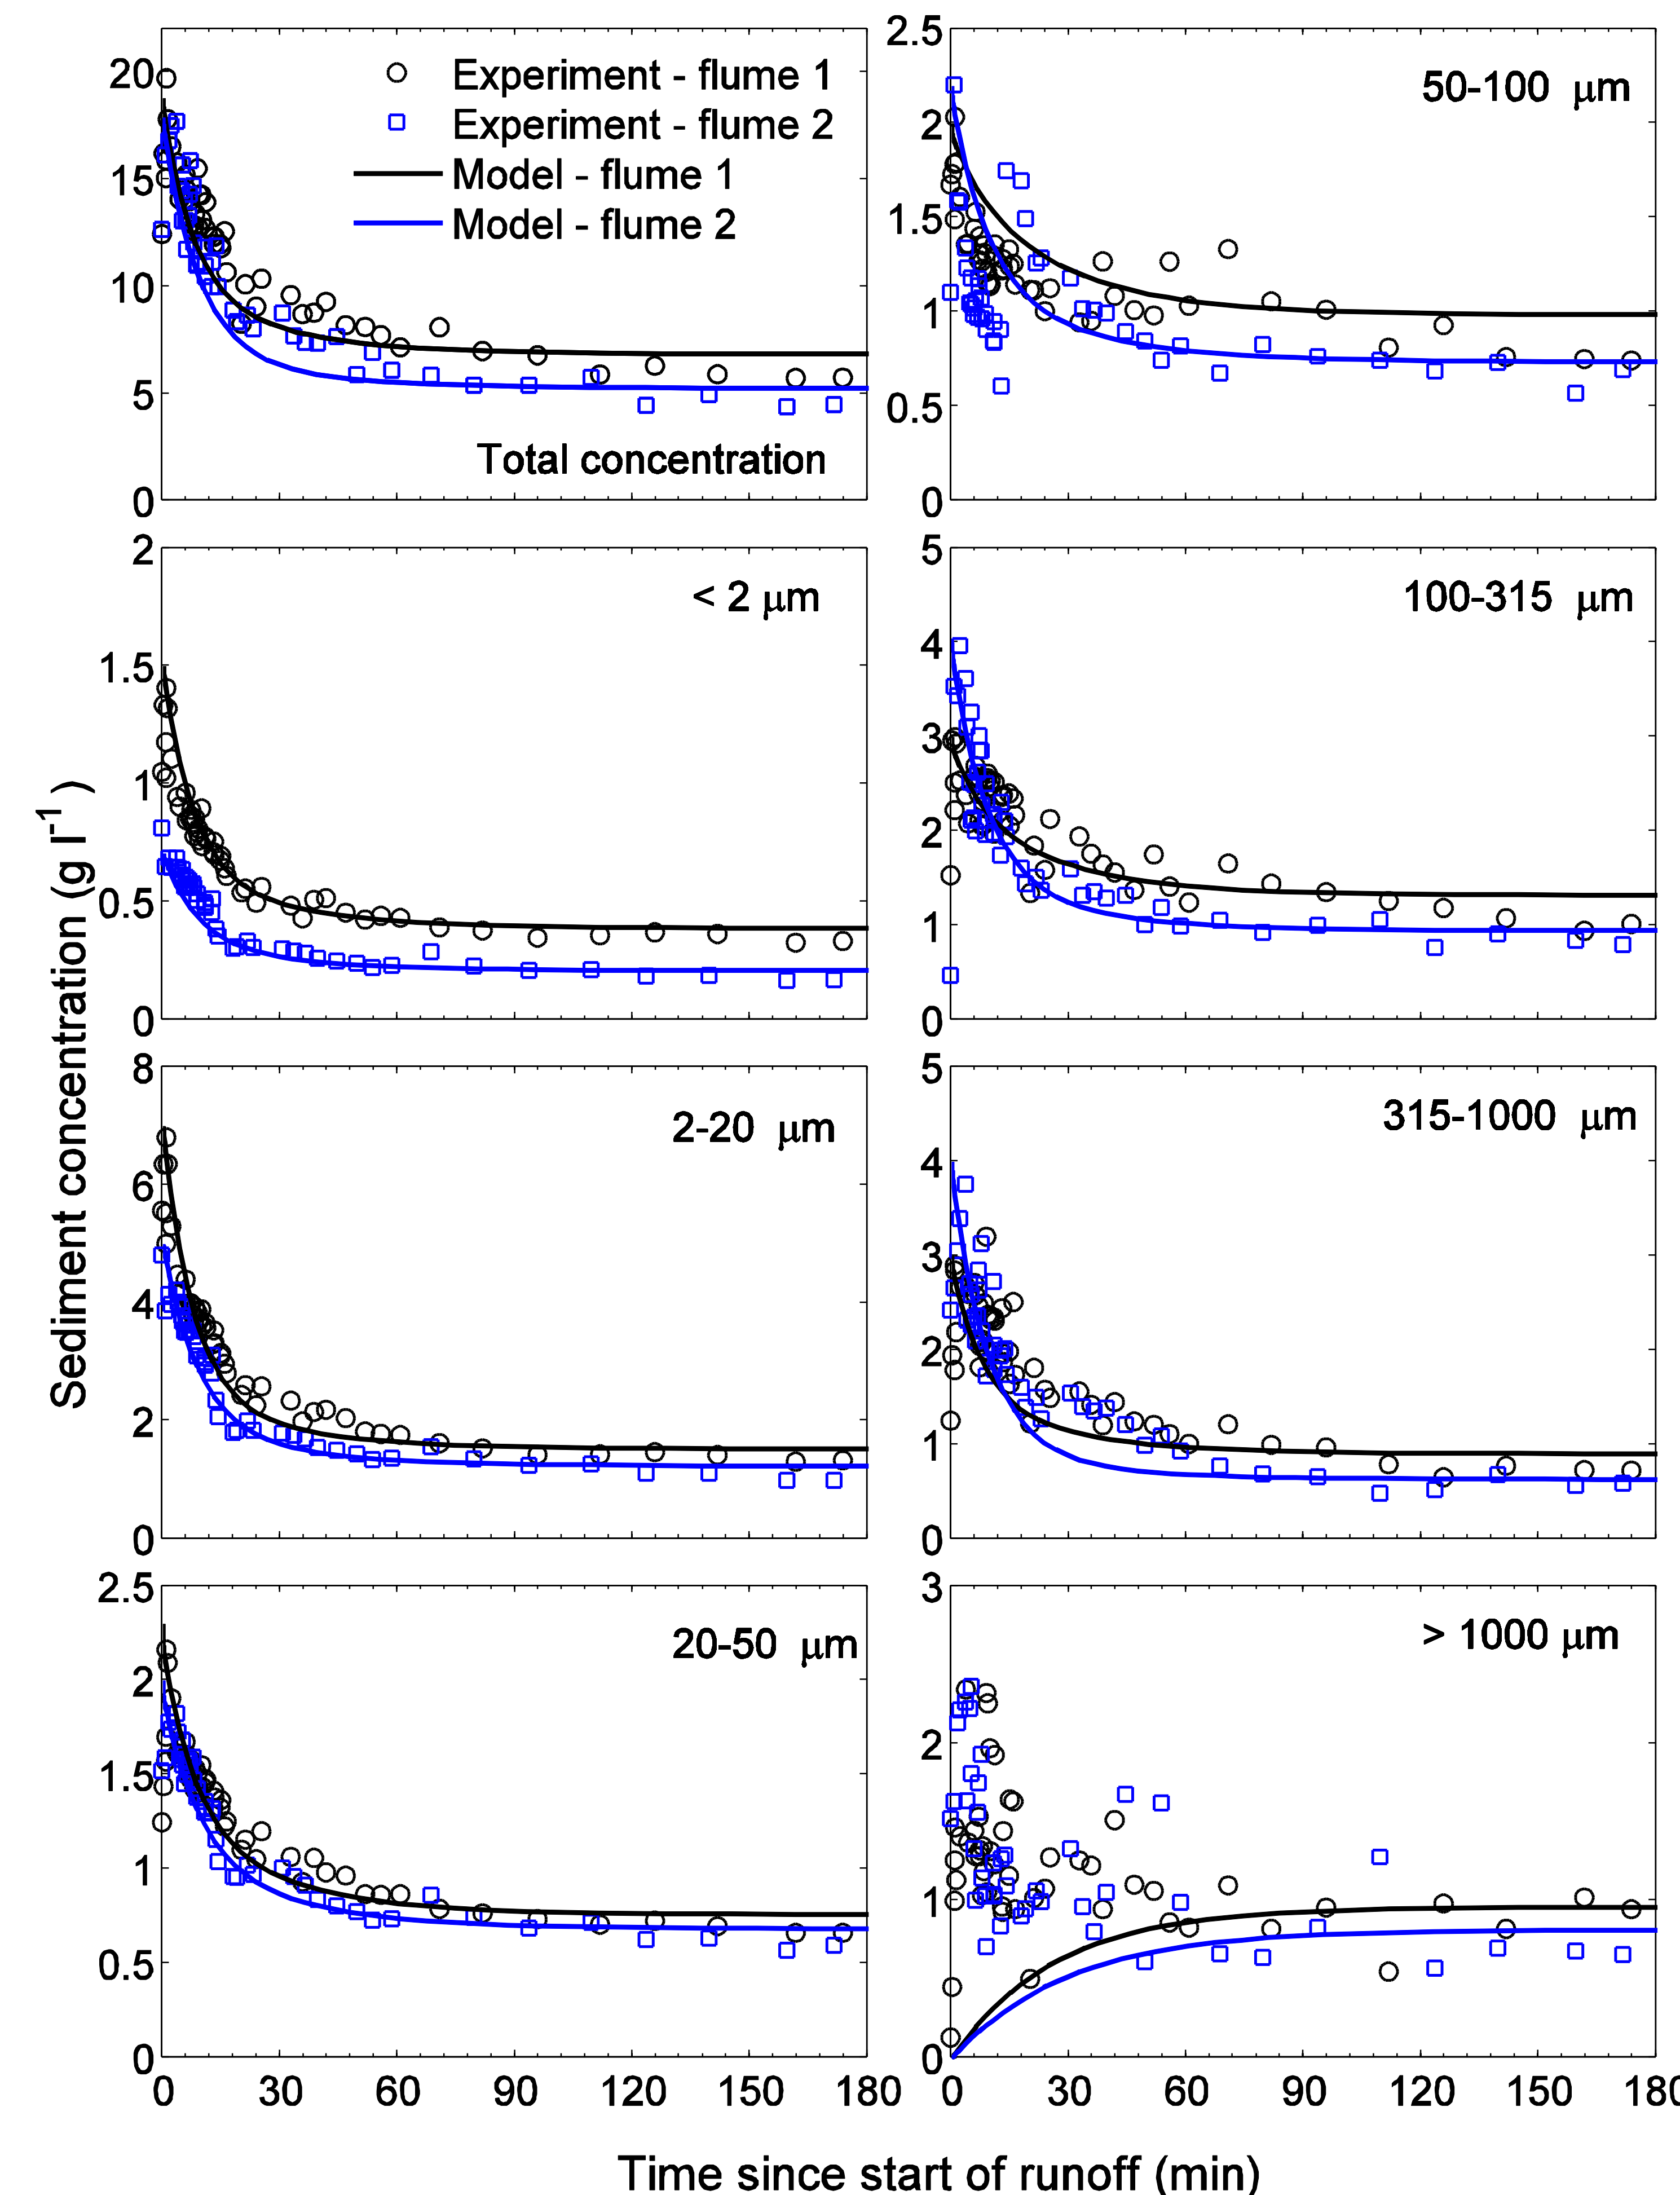 20
15
10
5
0
Experiment - flume 1
Experiment - flume 2
Model - flume 1
Model - flume 2
Total concentration
2.5
2
1.5
1
0.5
0
50-100 μm
2
1.5
1
0.5
0
< 2 μm
5
4
3
2
1
0
100-315 μm
8
6
4
2
0
2-20 μm
5
4
3
2
1
0
315-1000 μm
2.5
2
1.5
1
0.5
0
20-50 μm
0 30 60 90 120 150 180
3
2
1
0
> 1000 μm
0 30 60 90 120 150 180
Sediment concentration (g l⁻¹)
Time since start of runoff (min)